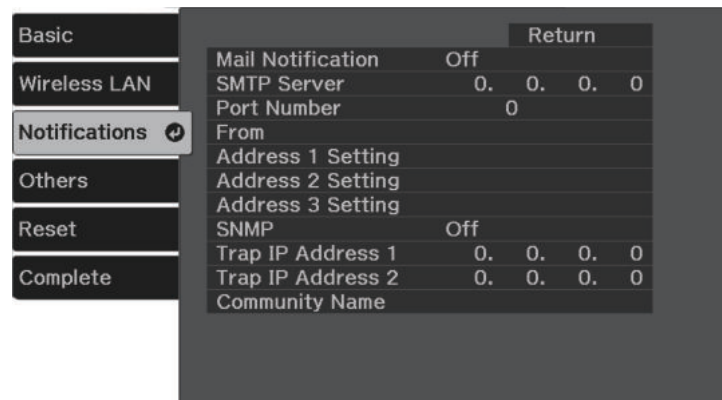 Basic
Wireless LAN
Notifications
Others
Reset
Complete
Return
Mail Notification Off
SMTP Server 0. 0. 0. 0
Port Number 0
From
Address 1 Setting
Address 2 Setting
Address 3 Setting
SNMP Off
Trap IP Address 1 0. 0. 0. 0
Trap IP Address 2 0. 0. 0. 0
Community Name